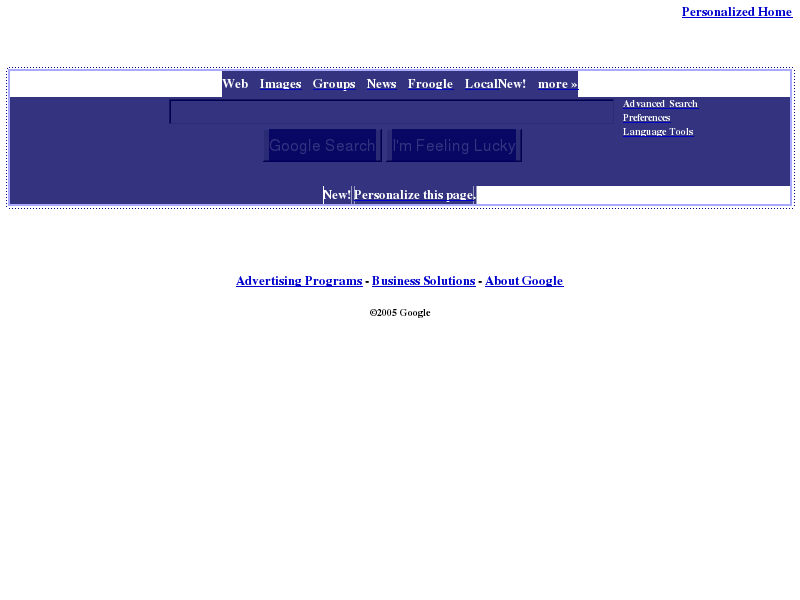 Personalized Home
Web Images Groups News Froogle LocalNew! more »
Advanced Search
Preferences
Language Tools
Google Search I'm Feeling Lucky
New! Personalize this page.
Advertising Programs - Business Solutions - About Google
©2005 Google